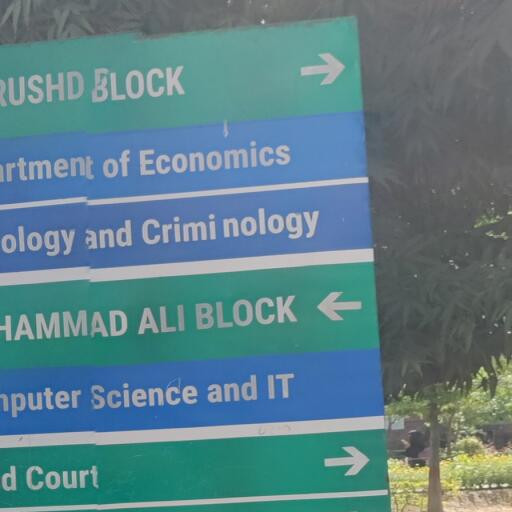 RUSHD BLOCK
artment of Economics
ology and Criminology
HAMMAD ALI BLOCK
mputer Science and IT
d Court